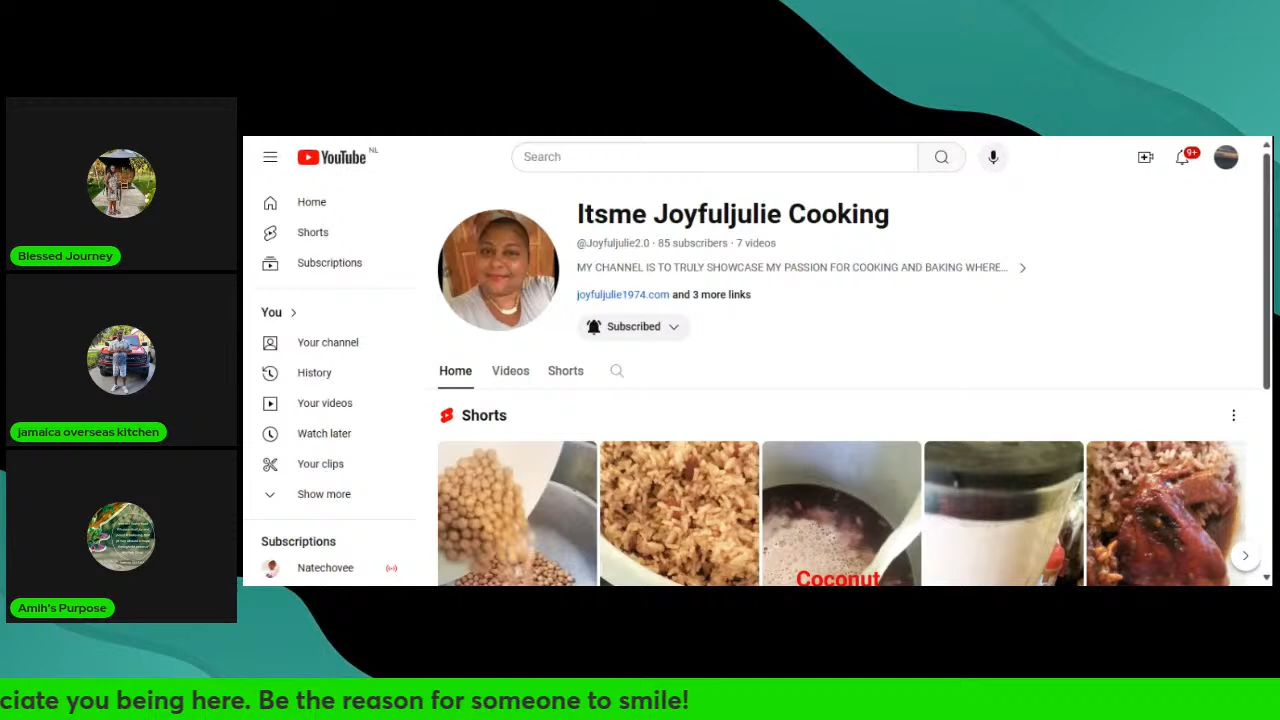 Blessed Journey
jamaica overseas kitchen
Amih's Purpose
YouTube NL
Search
9+
Home
Shorts
Subscriptions
You
Your channel
History
Your videos
Watch later
Your clips
Show more
Subscriptions
Natechovee
Itsme Joyfuljulie Cooking
@Joyfuljulie2.0 · 85 subscribers · 7 videos
MY CHANNEL IS TO TRULY SHOWCASE MY PASSION FOR COOKING AND BAKING WHERE...
joyfuljulie1974.com and 3 more links
Subscribed
Home Videos Shorts
Shorts
Coconut
ciate you being here. Be the reason for someone to smile!